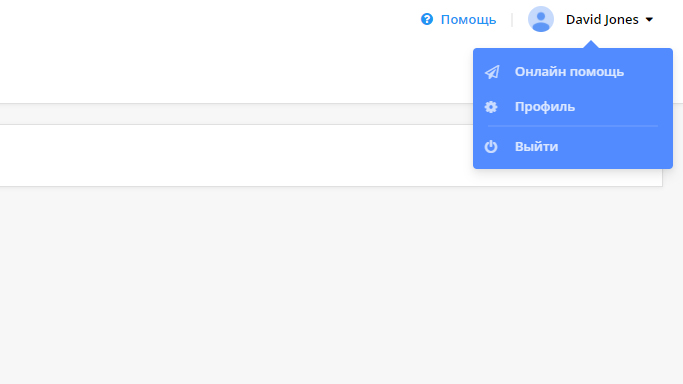 Помощь
David Jones
Онлайн помощь
Профиль
Выйти